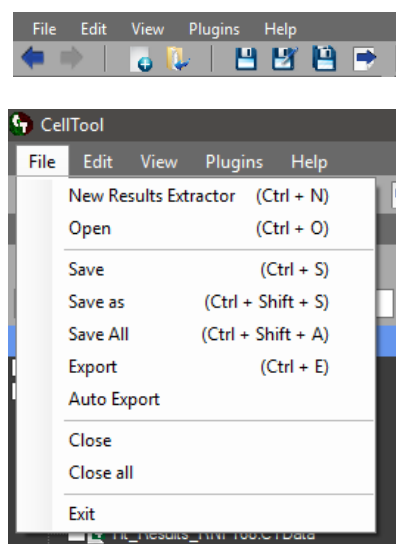 File Edit View Plugins Help
CellTool
File Edit View Plugins Help
New Results Extractor (Ctrl + N)
Open (Ctrl + O)
Save (Ctrl + S)
Save as (Ctrl + Shift + S)
Save All (Ctrl + Shift + A)
Export (Ctrl + E)
Auto Export
Close
Close all
Exit